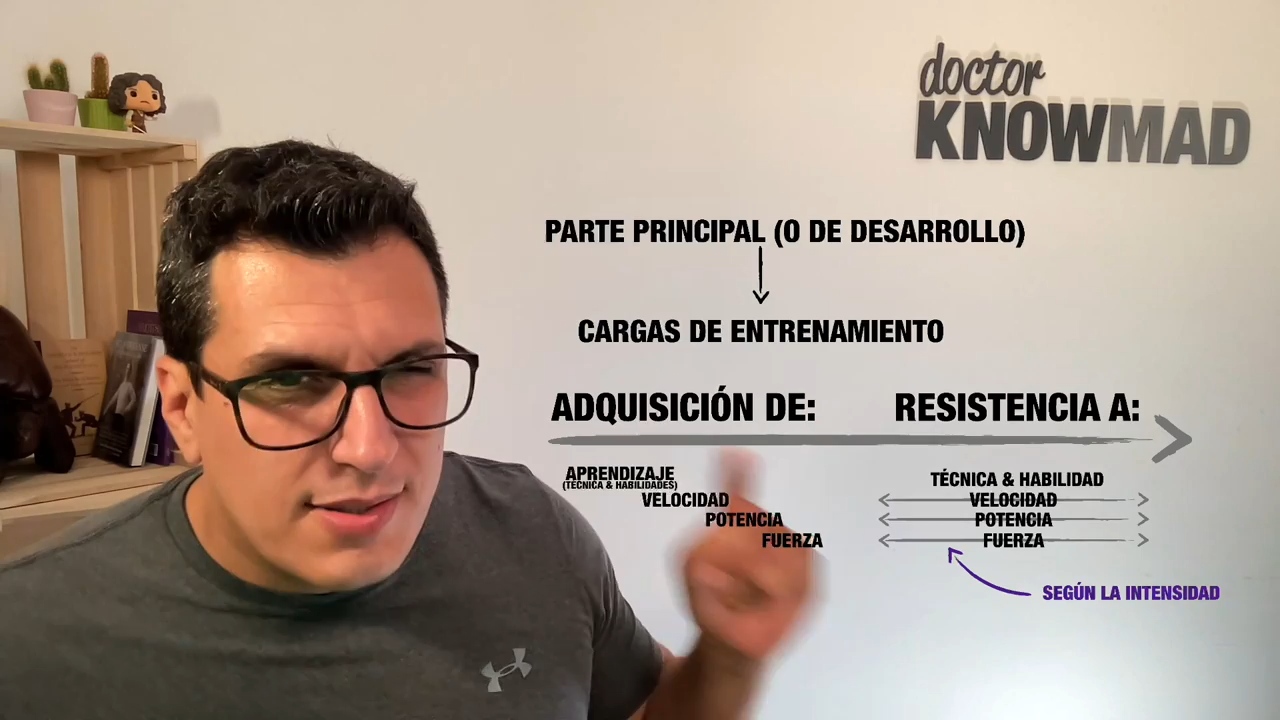 doctor
KNOWMAD
PARTE PRINCIPAL (O DE DESARROLLO)
CARGAS DE ENTRENAMIENTO
ADQUISICIÓN DE:
RESISTENCIA A:
APRENDIZAJE
(TÉCNICA & HABILIDADES)
VELOCIDAD
POTENCIA
FUERZA
TÉCNICA & HABILIDAD
VELOCIDAD
POTENCIA
FUERZA
SEGÚN LA INTENSIDAD